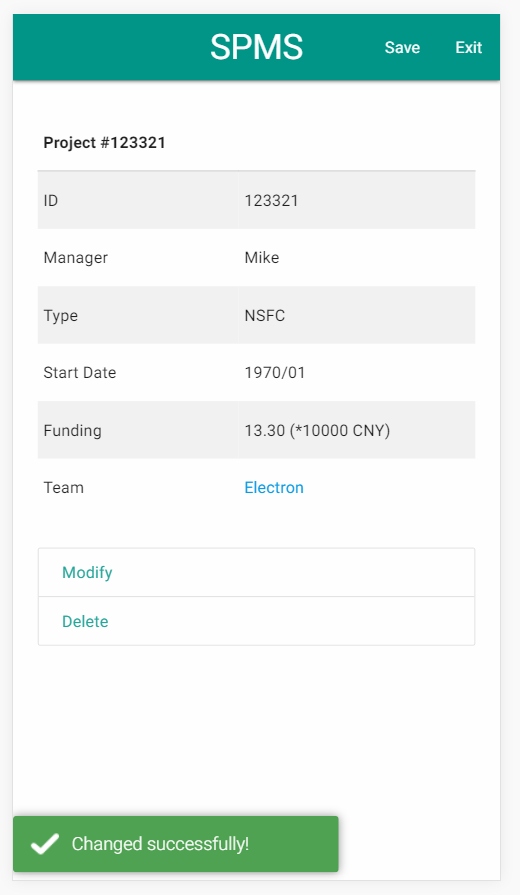 SPMS Save Exit
Project #123321
ID 123321
Manager Mike
Type NSFC
Start Date 1970/01
Funding 13.30 (*10000 CNY)
Team Electron
Modify
Delete
Changed successfully!